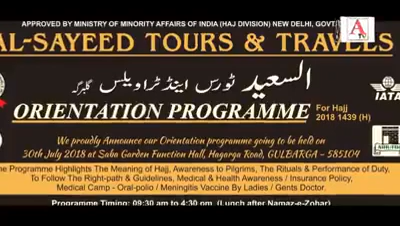 APPROVED BY MINISTRY OF MINORITY AFFAIRS OF INDIA (HAJ DIVISION) NEW DELHI, GOVT.
A
AL-SAYEED TOURS & TRAVELS
السعید ٹورس اینڈ ٹراویلس گلبرگہ
IATA
ORIENTATION PROGRAMME For Hajj 2018 1439 (H)
We proudly Announce our Orientation programme going to be held on
30th July 2018 at Saba Garden Function Hall, Hagarga Road, GULBARGA - 585104
he Programme Highlights The Meaning of Hajj, Awareness to Pilgrims, The Rituals & Performance of Duty,
To Follow The Right-path & Guidelines, Medical & Health Awareness / Insurance Policy,
Medical Camp - Oral-polio / Meningitis Vaccine By Ladies / Gents Doctor.
Programme Timing: 09:30 am to 4:30 pm (Lunch after Namaz-e-Zohar)